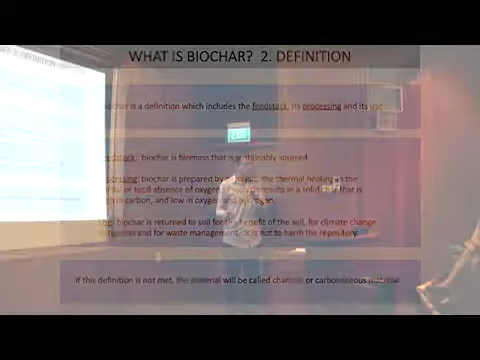 WHAT IS BIOCHAR? 2. DEFINITION
2. DEFINITION
EXIT
is a definition which includes the feedstock, its processing and its use
biochar is biomass that is sustainably sourced
biochar is prepared by pyrolysis: the thermal heating in the
or total absence of oxygen. results in a solid that is
in carbon, and low in oxygen and hydrogen.
biochar is returned to soil for the benefit of the soil, for climate change
and for waste management. It is not to harm the repository.
If this definition is not met, the material will be called charcoal or carbonaceous material